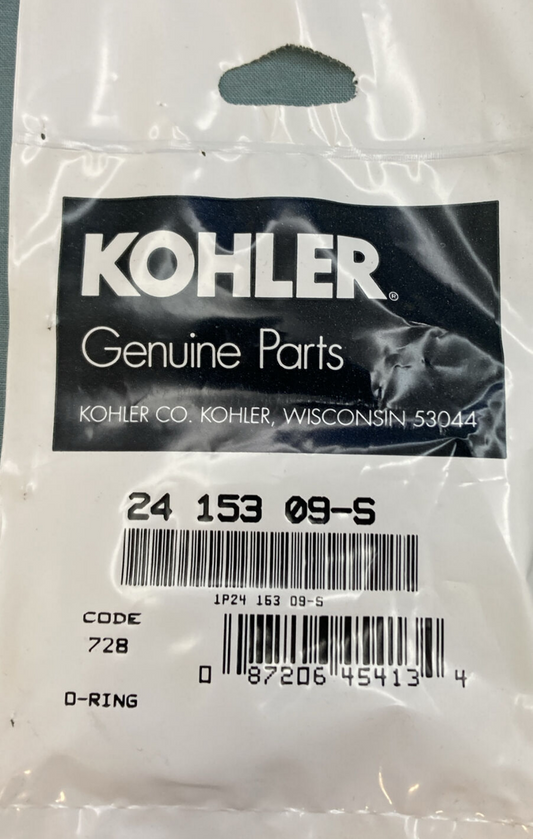 KOHLER®
Genuine Parts
KOHLER CO. KOHLER, WISCONSIN 53044
24 153 09-S
1P24 153 09-S
CODE
728
0 87206 45413 4
O-RING